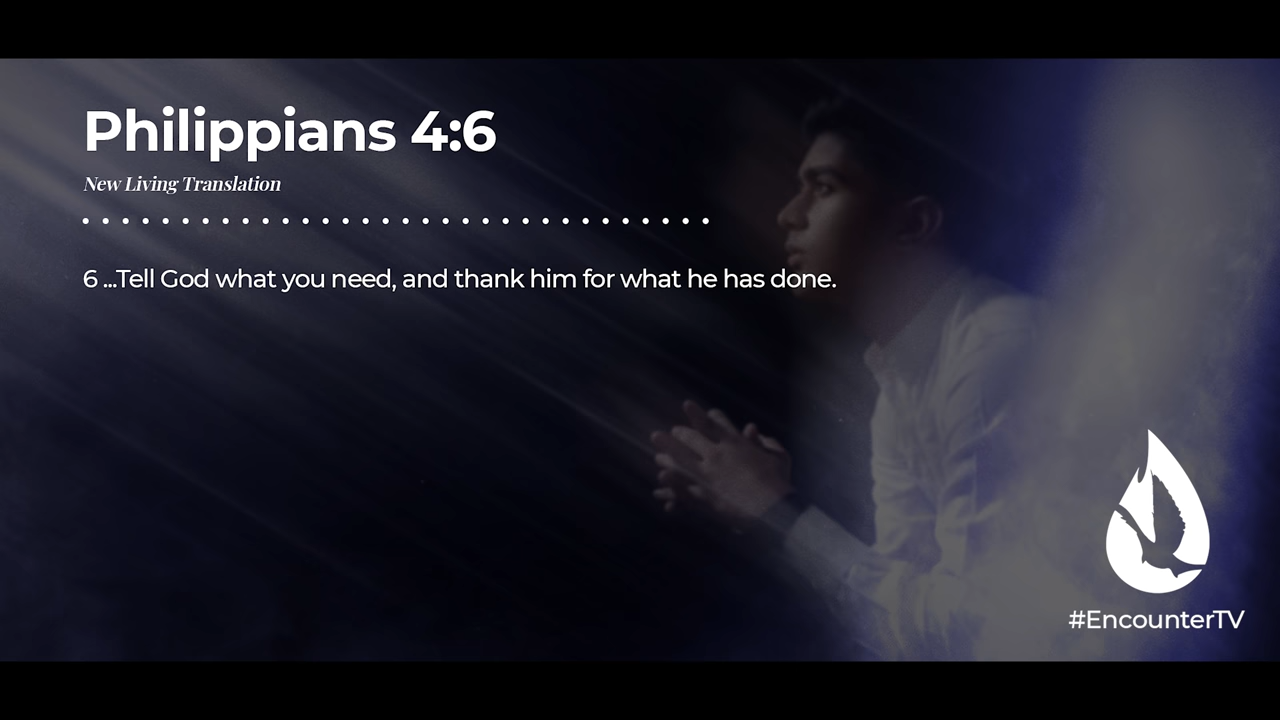 Philippians 4:6
New Living Translation
6 ...Tell God what you need, and thank him for what he has done.
#EncounterTV